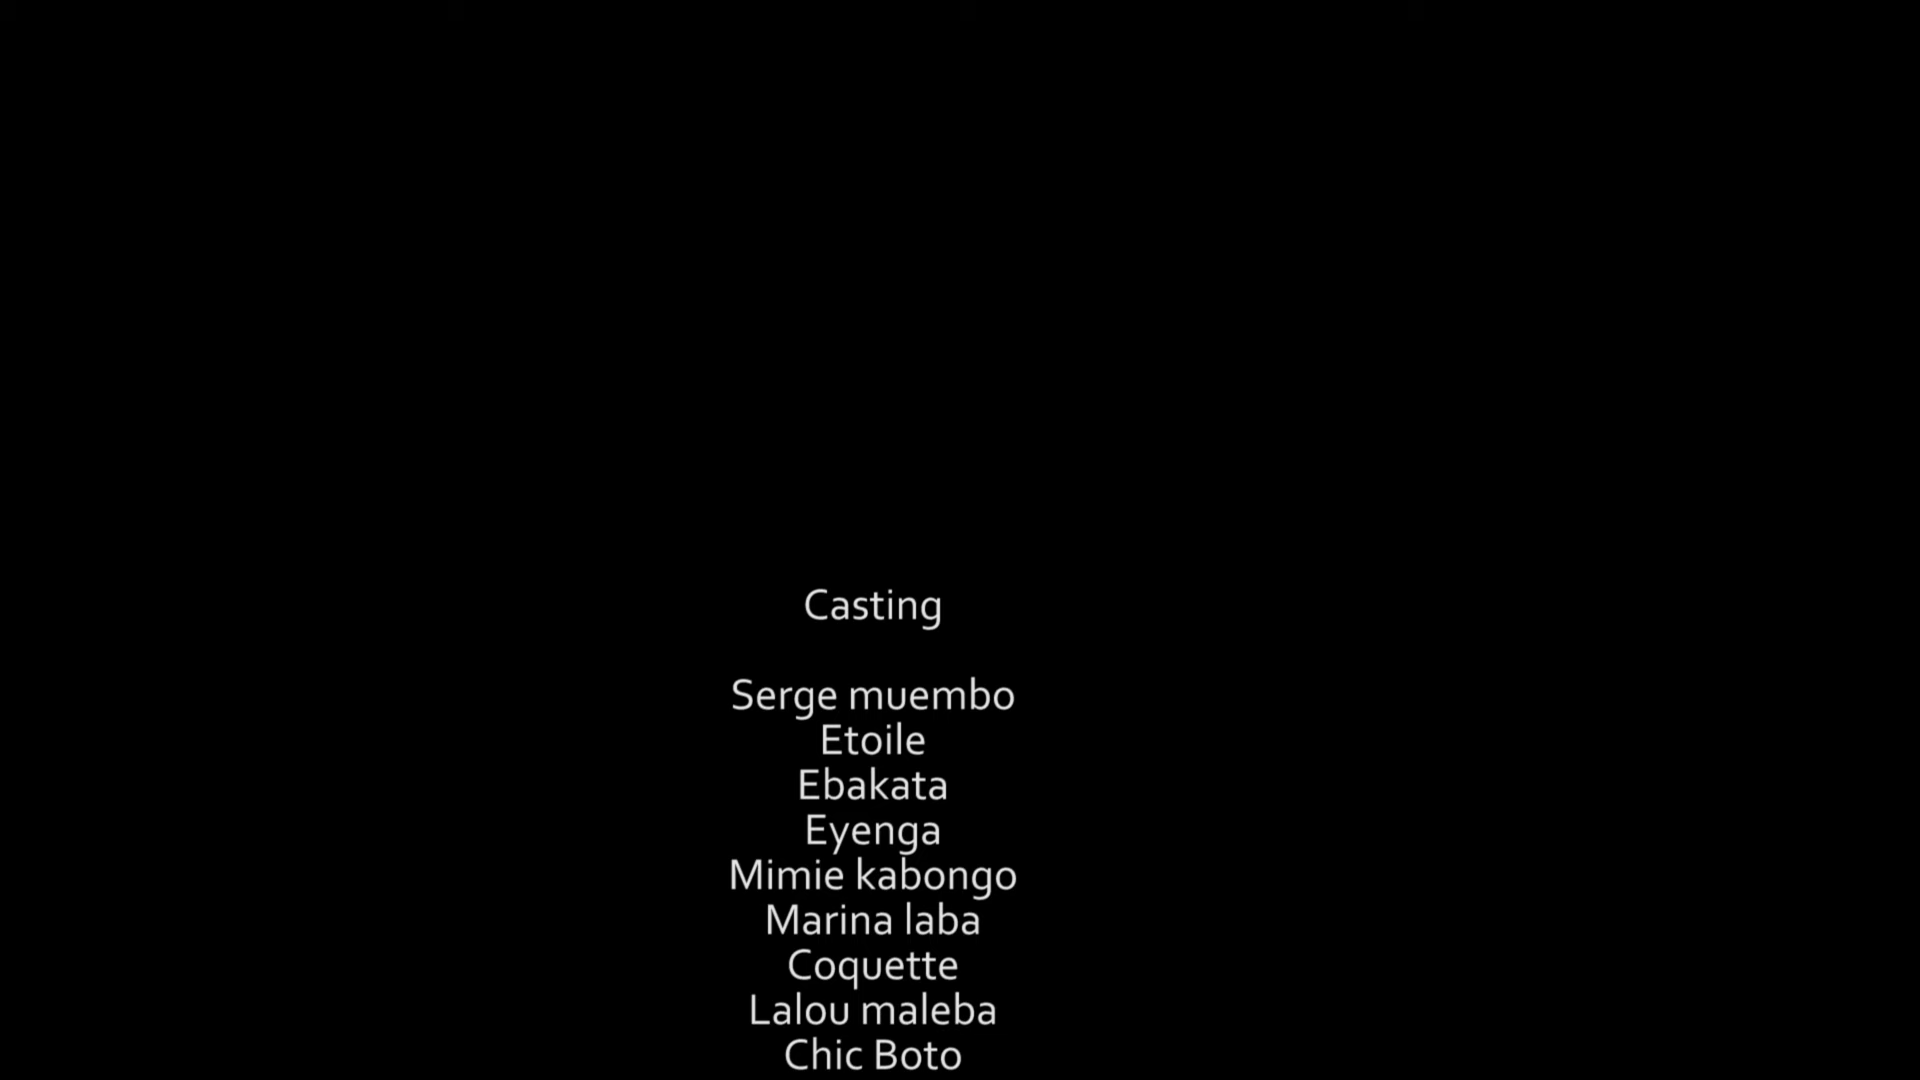 Casting
Serge muembo
Etoile
Ebakata
Eyenga
Mimie kabongo
Marina laba
Coquette
Lalou maleba
Chic Boto